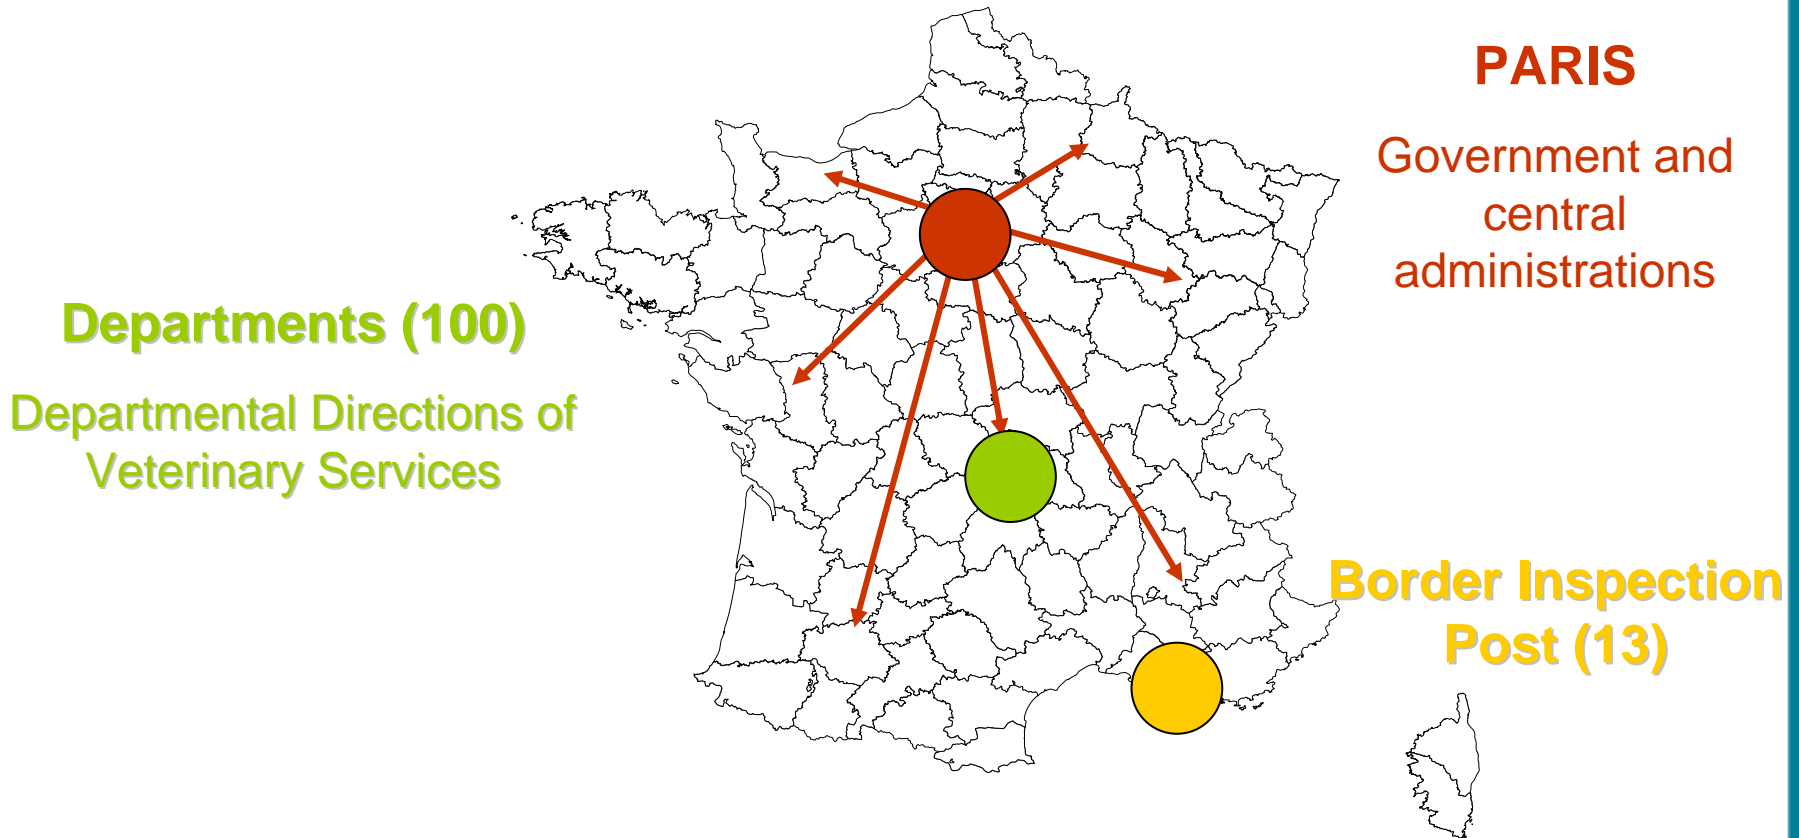 PARIS
Government and
central
administrations
Departments (100)
Departmental Directions of
Veterinary Services
Border Inspection
Post (13)